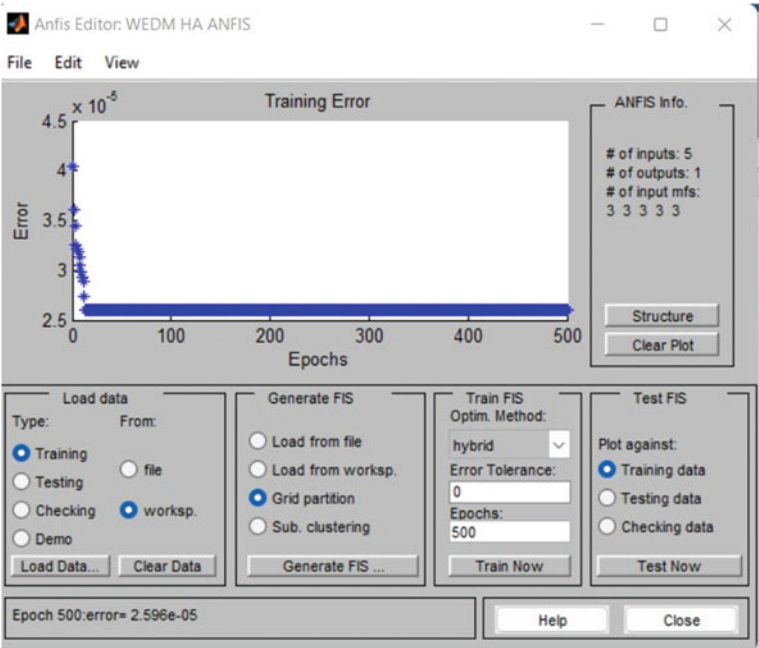 Anfis Editor: WEDM HA ANFIS
File Edit View
Training Error
x 10^-5
4.5
4
3.5
3
2.5
Error
0 100 200 300 400 500
Epochs
ANFIS Info.
# of inputs: 5
# of outputs: 1
# of input mfs:
3 3 3 3 3
Structure
Clear Plot
Load data
Type: From:
Training
Testing
Checking
Demo
file
worksp.
Load Data... Clear Data
Generate FIS
Load from file
Load from worksp.
Grid partition
Sub. clustering
Generate FIS ...
Train FIS
Optim. Method:
hybrid
Error Tolerance:
0
Epochs:
500
Train Now
Test FIS
Plot against:
Training data
Testing data
Checking data
Test Now
Epoch 500:error= 2.596e-05
Help Close